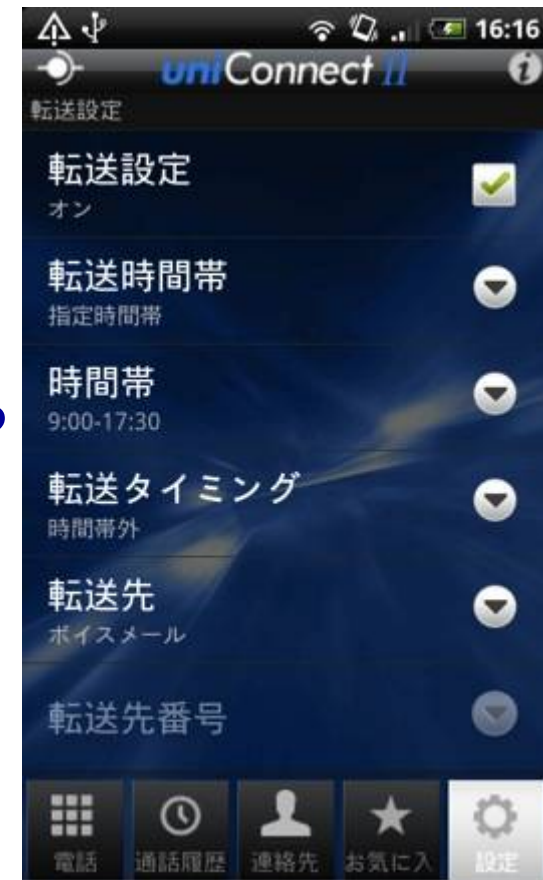 16:16
uniConnect II
転送設定
転送設定
オン
転送時間帯
指定時間帯
時間帯
9:00-17:30
転送タイミング
時間帯外
転送先
ボイスメール
転送先番号
電話 通話履歴 連絡先 お気に入 設定